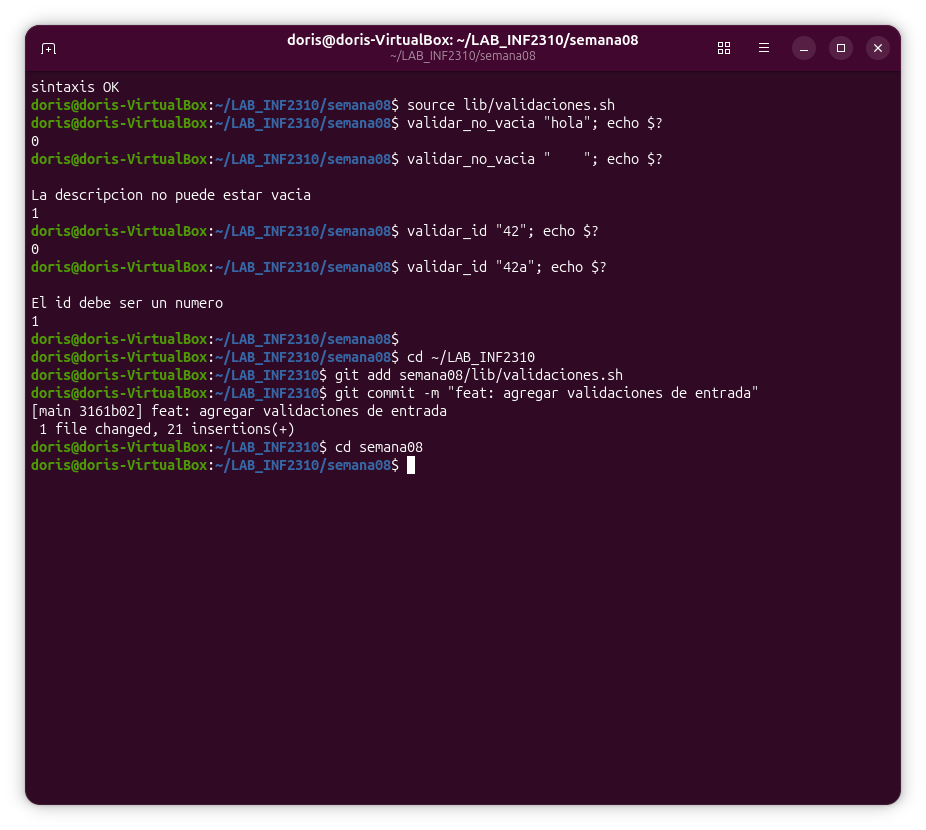 doris@doris-VirtualBox: ~/LAB_INF2310/semana08
~/LAB_INF2310/semana08
sintaxis OK
doris@doris-VirtualBox:~/LAB_INF2310/semana08$ source lib/validaciones.sh
doris@doris-VirtualBox:~/LAB_INF2310/semana08$ validar_no_vacia "hola"; echo $?
0
doris@doris-VirtualBox:~/LAB_INF2310/semana08$ validar_no_vacia "    "; echo $?
La descripcion no puede estar vacia
1
doris@doris-VirtualBox:~/LAB_INF2310/semana08$ validar_id "42"; echo $?
0
doris@doris-VirtualBox:~/LAB_INF2310/semana08$ validar_id "42a"; echo $?
El id debe ser un numero
1
doris@doris-VirtualBox:~/LAB_INF2310/semana08$
doris@doris-VirtualBox:~/LAB_INF2310/semana08$ cd ~/LAB_INF2310
doris@doris-VirtualBox:~/LAB_INF2310$ git add semana08/lib/validaciones.sh
doris@doris-VirtualBox:~/LAB_INF2310$ git commit -m "feat: agregar validaciones de entrada"
[main 3161b02] feat: agregar validaciones de entrada
 1 file changed, 21 insertions(+)
doris@doris-VirtualBox:~/LAB_INF2310$ cd semana08
doris@doris-VirtualBox:~/LAB_INF2310/semana08$